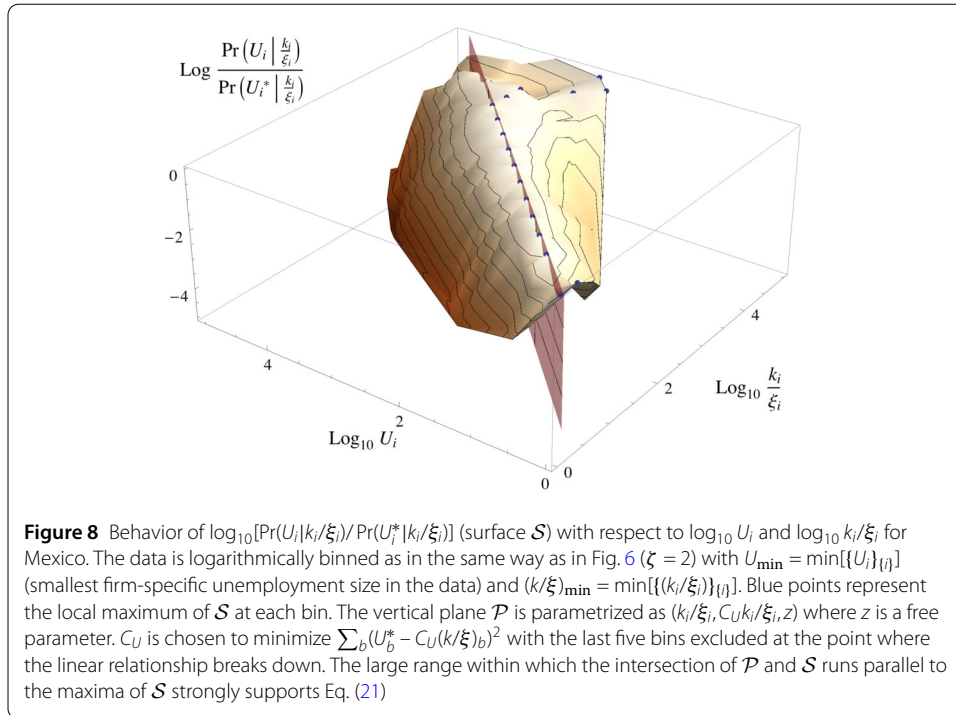 Log Pr(U_i | k_i/ξ_i) / Pr(U_i* | k_i/ξ_i)
0
−2
−4
4
2
0
Log₁₀ U_i
0
2
4
Log₁₀ k_i/ξ_i
Figure 8 Behavior of log₁₀[Pr(U_i|k_i/ξ_i)/ Pr(U_i*|k_i/ξ_i)] (surface 𝒮) with respect to log₁₀ U_i and log₁₀ k_i/ξ_i for
Mexico. The data is logarithmically binned as in the same way as in Fig. 6 (ζ = 2) with U_min = min[{U_i}_{i}]
(smallest firm-specific unemployment size in the data) and (k/ξ)_min = min[{(k_i/ξ_i)}_{i}]. Blue points represent
the local maximum of 𝒮 at each bin. The vertical plane 𝒫 is parametrized as (k_i/ξ_i, C_U k_i/ξ_i, z) where z is a free
parameter. C_U is chosen to minimize ∑_b(U_b* – C_U(k/ξ)_b)² with the last five bins excluded at the point where
the linear relationship breaks down. The large range within which the intersection of 𝒫 and 𝒮 runs parallel to
the maxima of 𝒮 strongly supports Eq. (21)